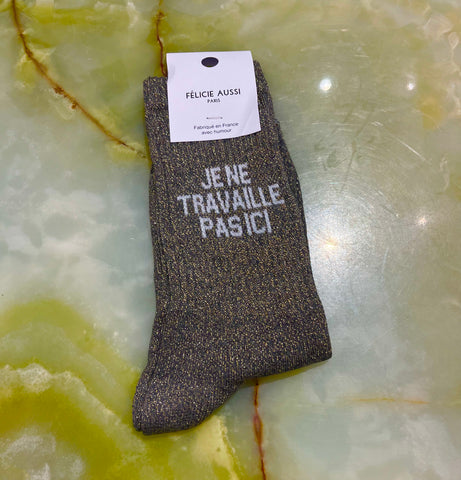 FÉLICIE AUSSI
PARIS
Fabriqué en France
avec humour
JE NE
TRAVAILLE
PAS ICI